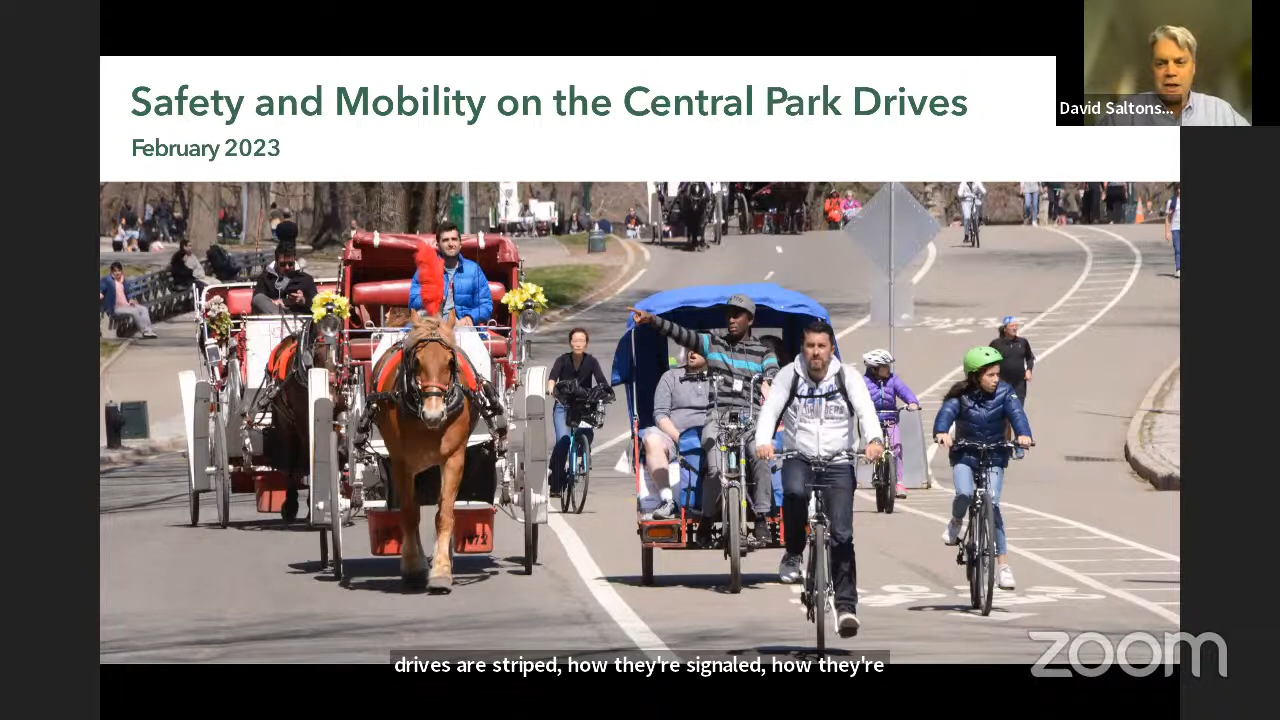 Safety and Mobility on the Central Park Drives
February 2023
David Saltons...
1972
drives are striped, how they're signaled, how they're
zoom